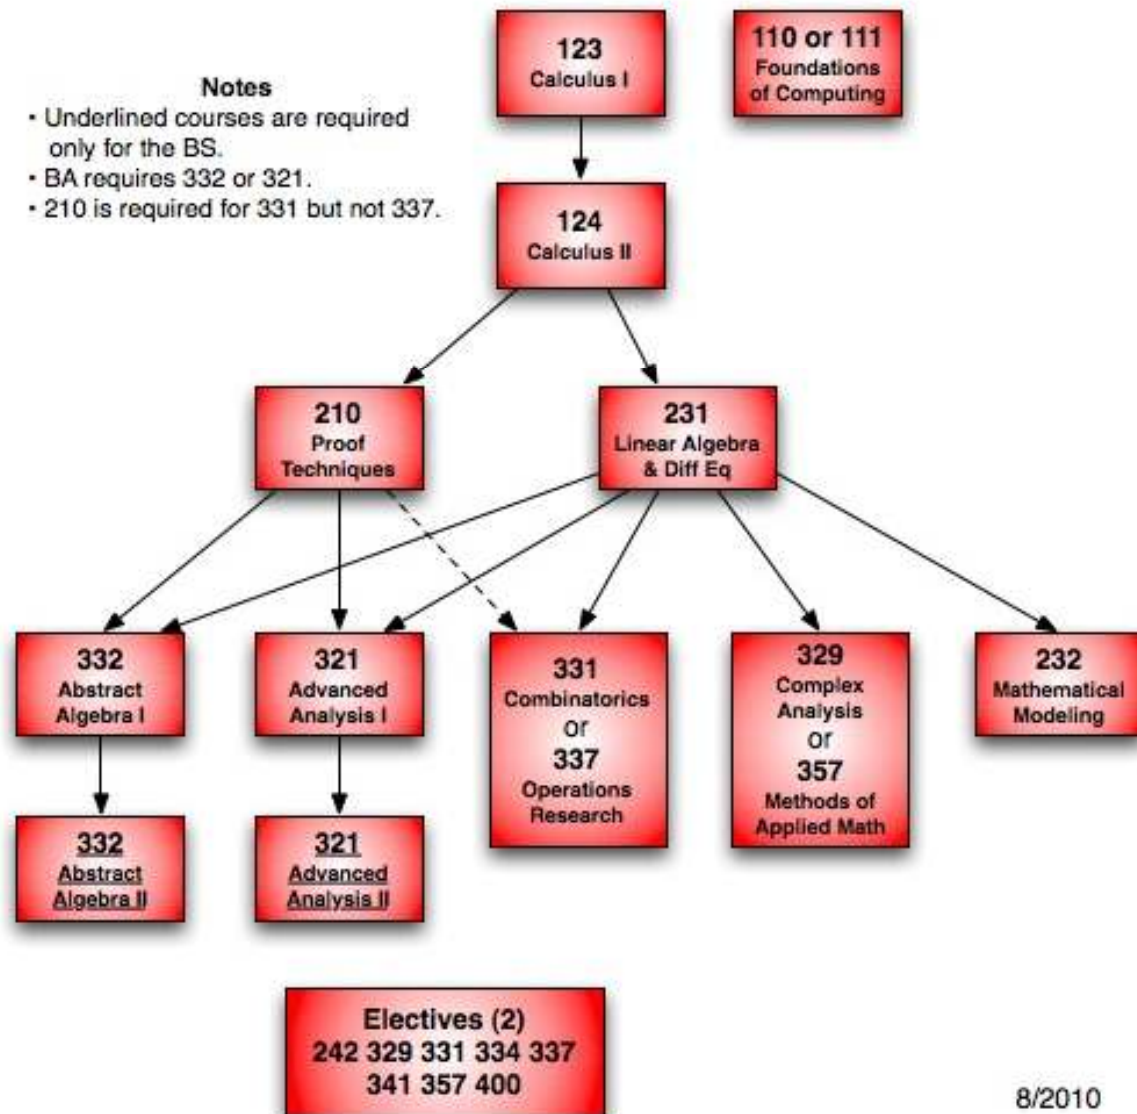 123
Calculus I
110 or 111
Foundations
of Computing
Notes
• Underlined courses are required
only for the BS.
• BA requires 332 or 321.
• 210 is required for 331 but not 337.
124
Calculus II
210
Proof
Techniques
231
Linear Algebra
& Diff Eq
332
Abstract
Algebra I
321
Advanced
Analysis I
331
Combinatorics
or
337
Operations
Research
329
Complex
Analysis
or
357
Methods of
Applied Math
232
Mathematical
Modeling
332
Abstract
Algebra II
321
Advanced
Analysis II
Electives (2)
242 329 331 334 337
341 357 400
8/2010